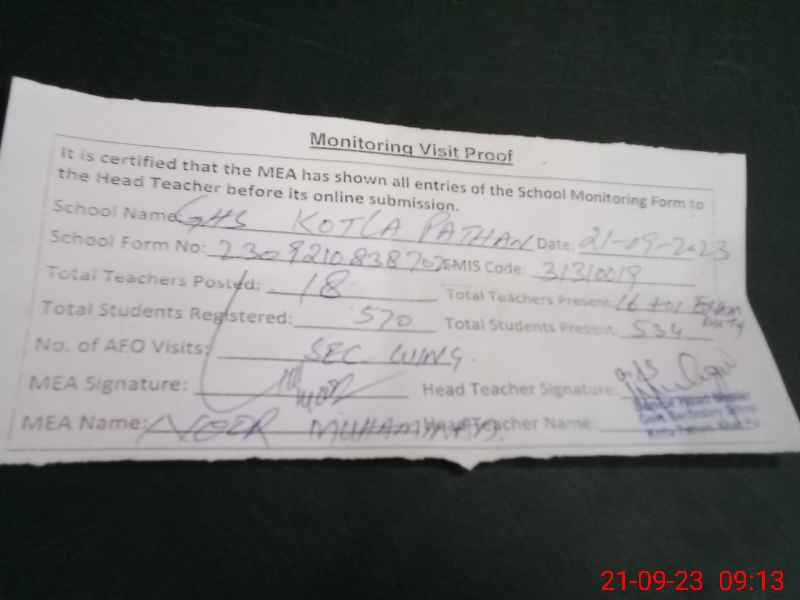 Monitoring Visit Proof
It is certified that the MEA has shown all entries of the School Monitoring Form to
the Head Teacher before its online submission.
School Name: GHS KOTLA PATHAN Date: 21-09-2023
School Form No: EMIS Code: 31310019
Total Teachers Posted: 18 Total Teachers Present: 16
Total Students Registered: 570 Total Students Present: 534
No. of AEO Visits: SEC WING.
MEA Signature: Head Teacher Signature:
MEA Name: NOOR MUHAMMAD Head Teacher Name:
21-09-23 09:13